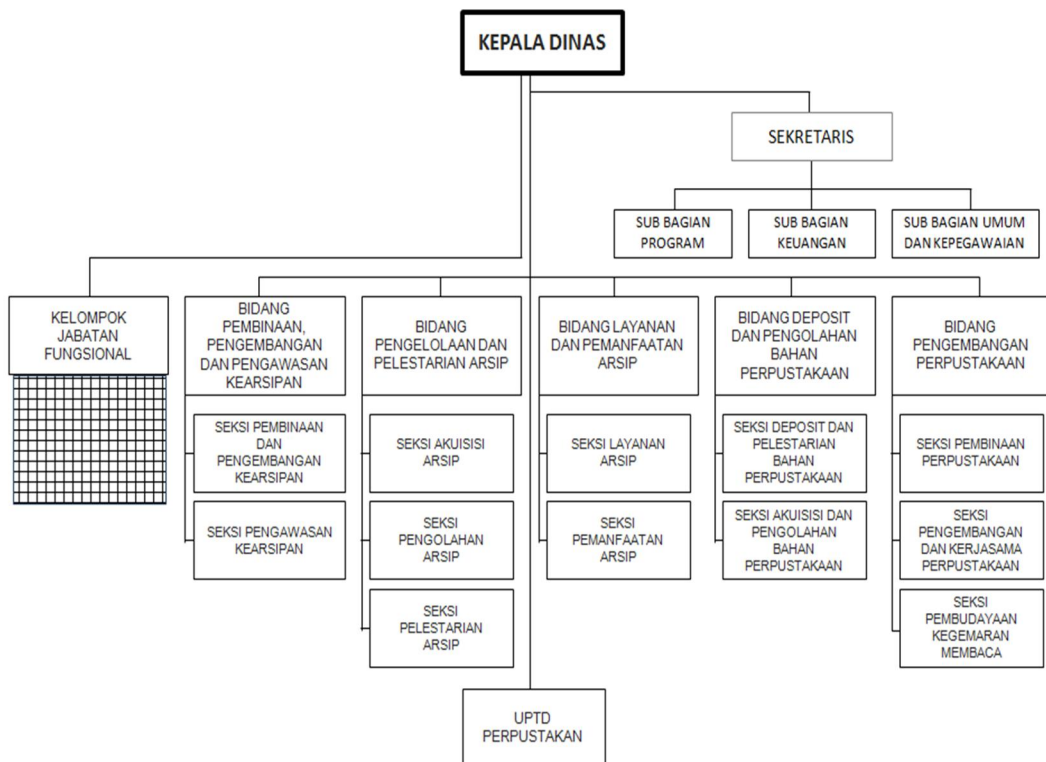 KEPALA DINAS
SEKRETARIS
SUB BAGIAN
PROGRAM
SUB BAGIAN
KEUANGAN
SUB BAGIAN UMUM
DAN KEPEGAWAIAN
KELOMPOK
JABATAN
FUNGSIONAL
BIDANG
PEMBINAAN,
PENGEMBANGAN
DAN PENGAWASAN
KEARSIPAN
BIDANG
PENGELOLAAN DAN
PELESTARIAN ARSIP
BIDANG LAYANAN
DAN PEMANFAATAN
ARSIP
BIDANG DEPOSIT
DAN PENGOLAHAN
BAHAN
PERPUSTAKAAN
BIDANG
PENGEMBANGAN
PERPUSTAKAAN
SEKSI PEMBINAAN
DAN
PENGEMBANGAN
KEARSIPAN
SEKSI AKUISISI
ARSIP
SEKSI LAYANAN
ARSIP
SEKSI DEPOSIT DAN
PELESTARIAN
BAHAN
PERPUSTAKAAN
SEKSI PEMBINAAN
PERPUSTAKAAN
SEKSI PENGAWASAN
KEARSIPAN
SEKSI
PENGOLAHAN
ARSIP
SEKSI
PEMANFAATAN
ARSIP
SEKSI AKUISISI DAN
PENGOLAHAN
BAHAN
PERPUSTAKAAN
SEKSI
PENGEMBANGAN
DAN KERJASAMA
PERPUSTAKAAN
SEKSI
PELESTARIAN
ARSIP
SEKSI
PEMBUDAYAAN
KEGEMARAN
MEMBACA
UPTD
PERPUSTAKAN